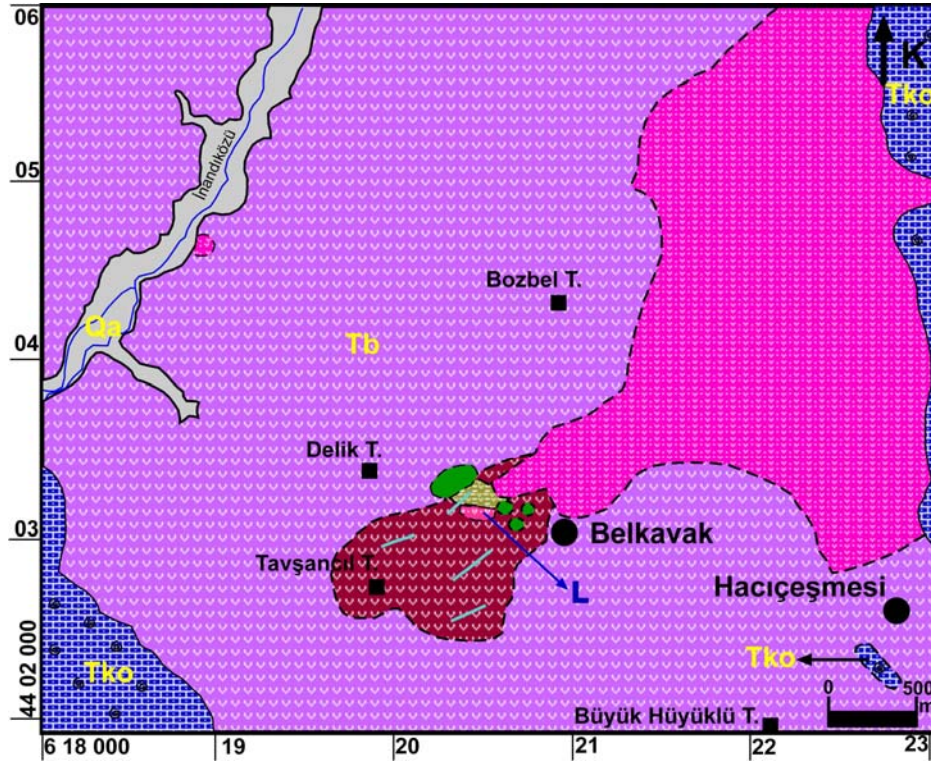 06
K
Tko
05
İnandıközü
Bozbel T.
Qa
Tb
04
Delik T.
03
Belkavak
Tavşancıl T.
L
Hacıçeşmesi
44 02 000
Tko
Tko
0 500
m
Büyük Hüyüklü T.
6 18 000 19 20 21 22 23